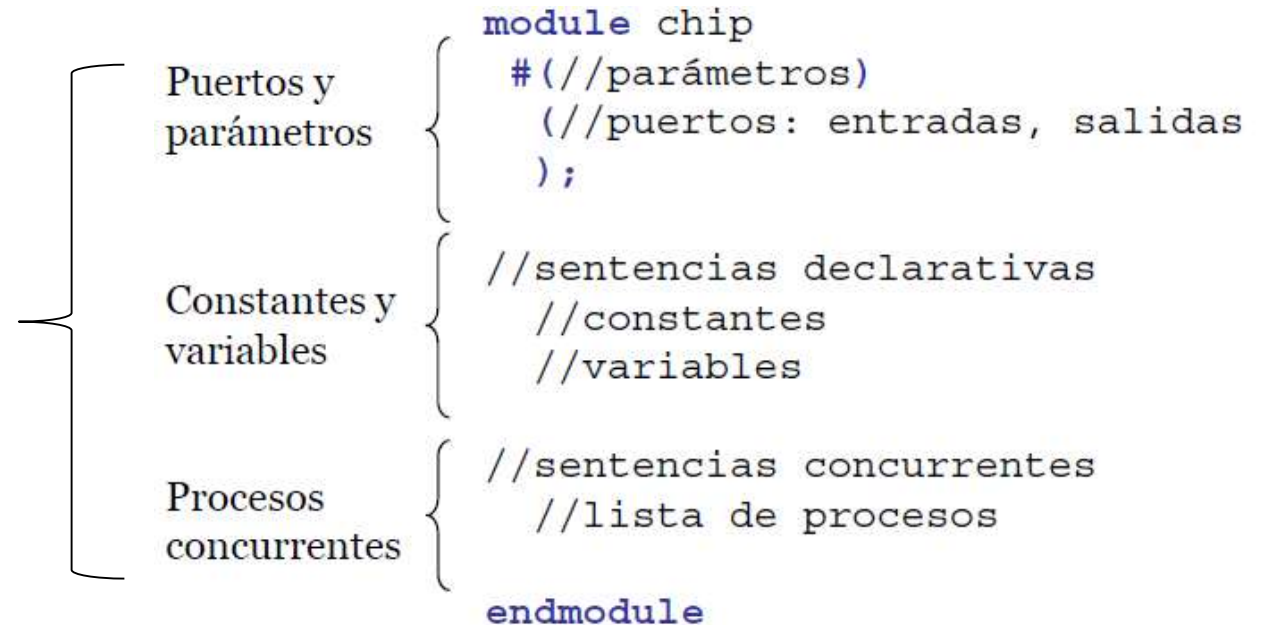 module chip
Puertos y
parámetros
#(//parámetros)
(//puertos: entradas, salidas
);
Constantes y
variables
//sentencias declarativas
//constantes
//variables
Procesos
concurrentes
//sentencias concurrentes
//lista de procesos
endmodule